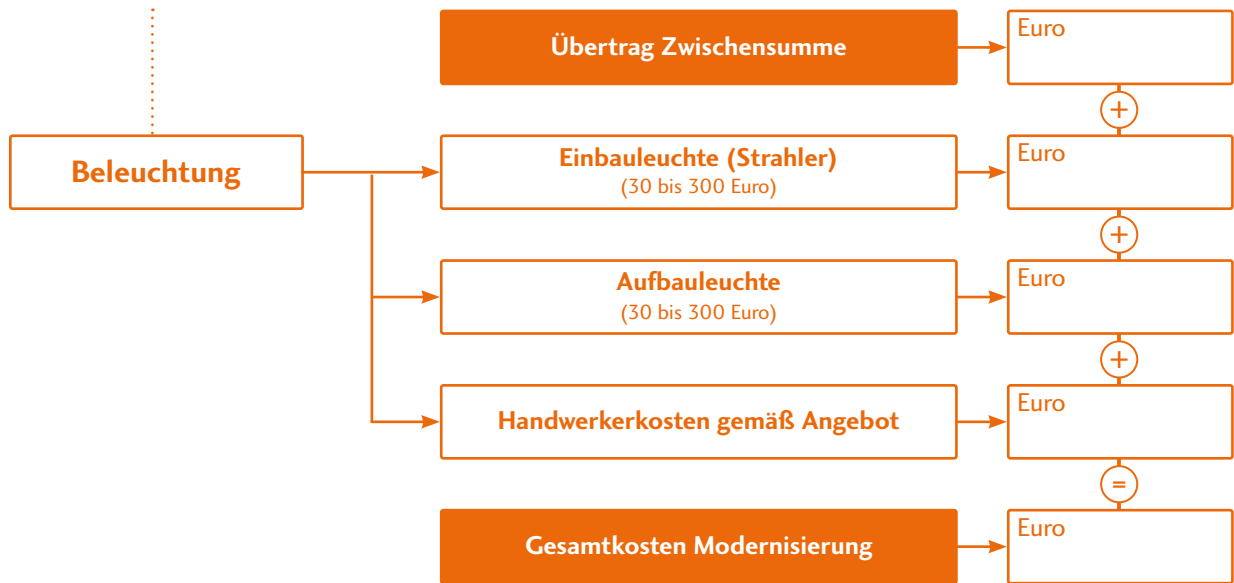 Übertrag Zwischensumme
Euro
+
Beleuchtung
Einbauleuchte (Strahler)
(30 bis 300 Euro)
Euro
+
Aufbauleuchte
(30 bis 300 Euro)
Euro
+
Handwerkerkosten gemäß Angebot
Euro
=
Gesamtkosten Modernisierung
Euro